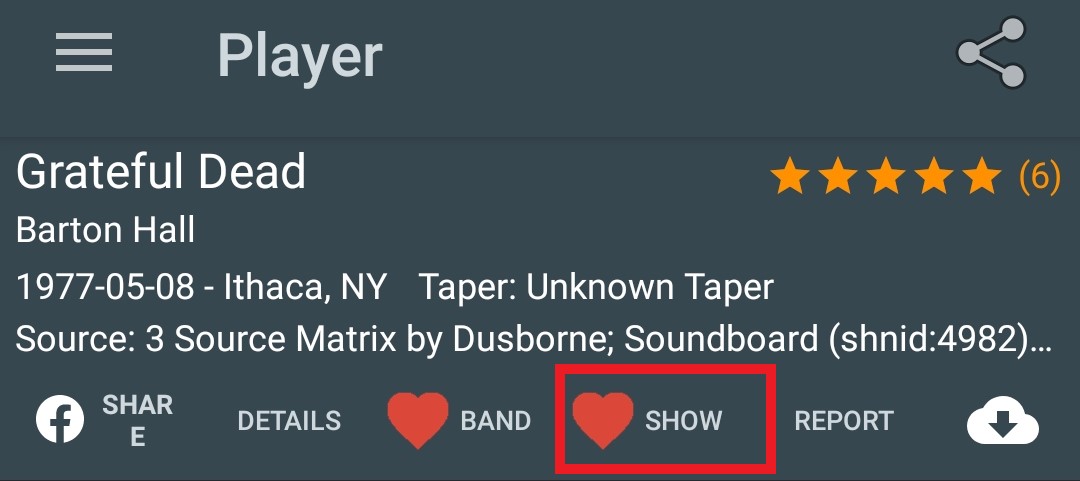 Player
Grateful Dead
(6)
Barton Hall
1977-05-08 - Ithaca, NY Taper: Unknown Taper
Source: 3 Source Matrix by Dusborne; Soundboard (shnid:4982)...
SHAR
E
DETAILS
BAND
SHOW
REPORT